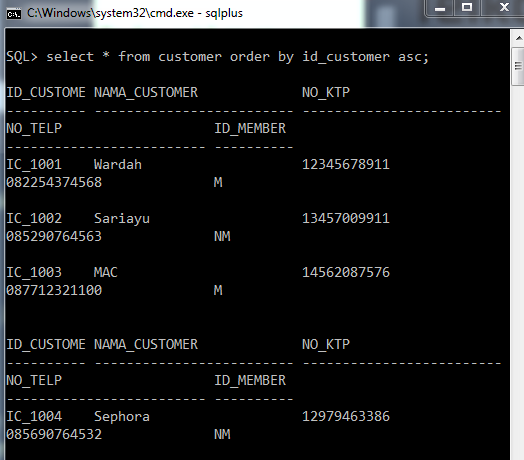 C:\Windows\system32\cmd.exe - sqlplus
SQL> select * from customer order by id_customer asc;
ID_CUSTOME NAMA_CUSTOMER             NO_KTP
---------- ------------------------- -------------------------
NO_TELP                   ID_MEMBER
------------------------- ----------
IC_1001    Wardah                    12345678911
082254374568              M
IC_1002    Sariayu                   13457009911
085290764563              NM
IC_1003    MAC                       14562087576
087712321100              M
ID_CUSTOME NAMA_CUSTOMER             NO_KTP
---------- ------------------------- -------------------------
NO_TELP                   ID_MEMBER
------------------------- ----------
IC_1004    Sephora                   12979463386
085690764532              NM